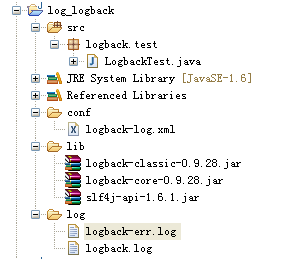 log_logback
src
logback.test
LogbackTest.java
JRE System Library [JavaSE-1.6]
Referenced Libraries
conf
logback-log.xml
lib
logback-classic-0.9.28.jar
logback-core-0.9.28.jar
slf4j-api-1.6.1.jar
log
logback-err.log
logback.log